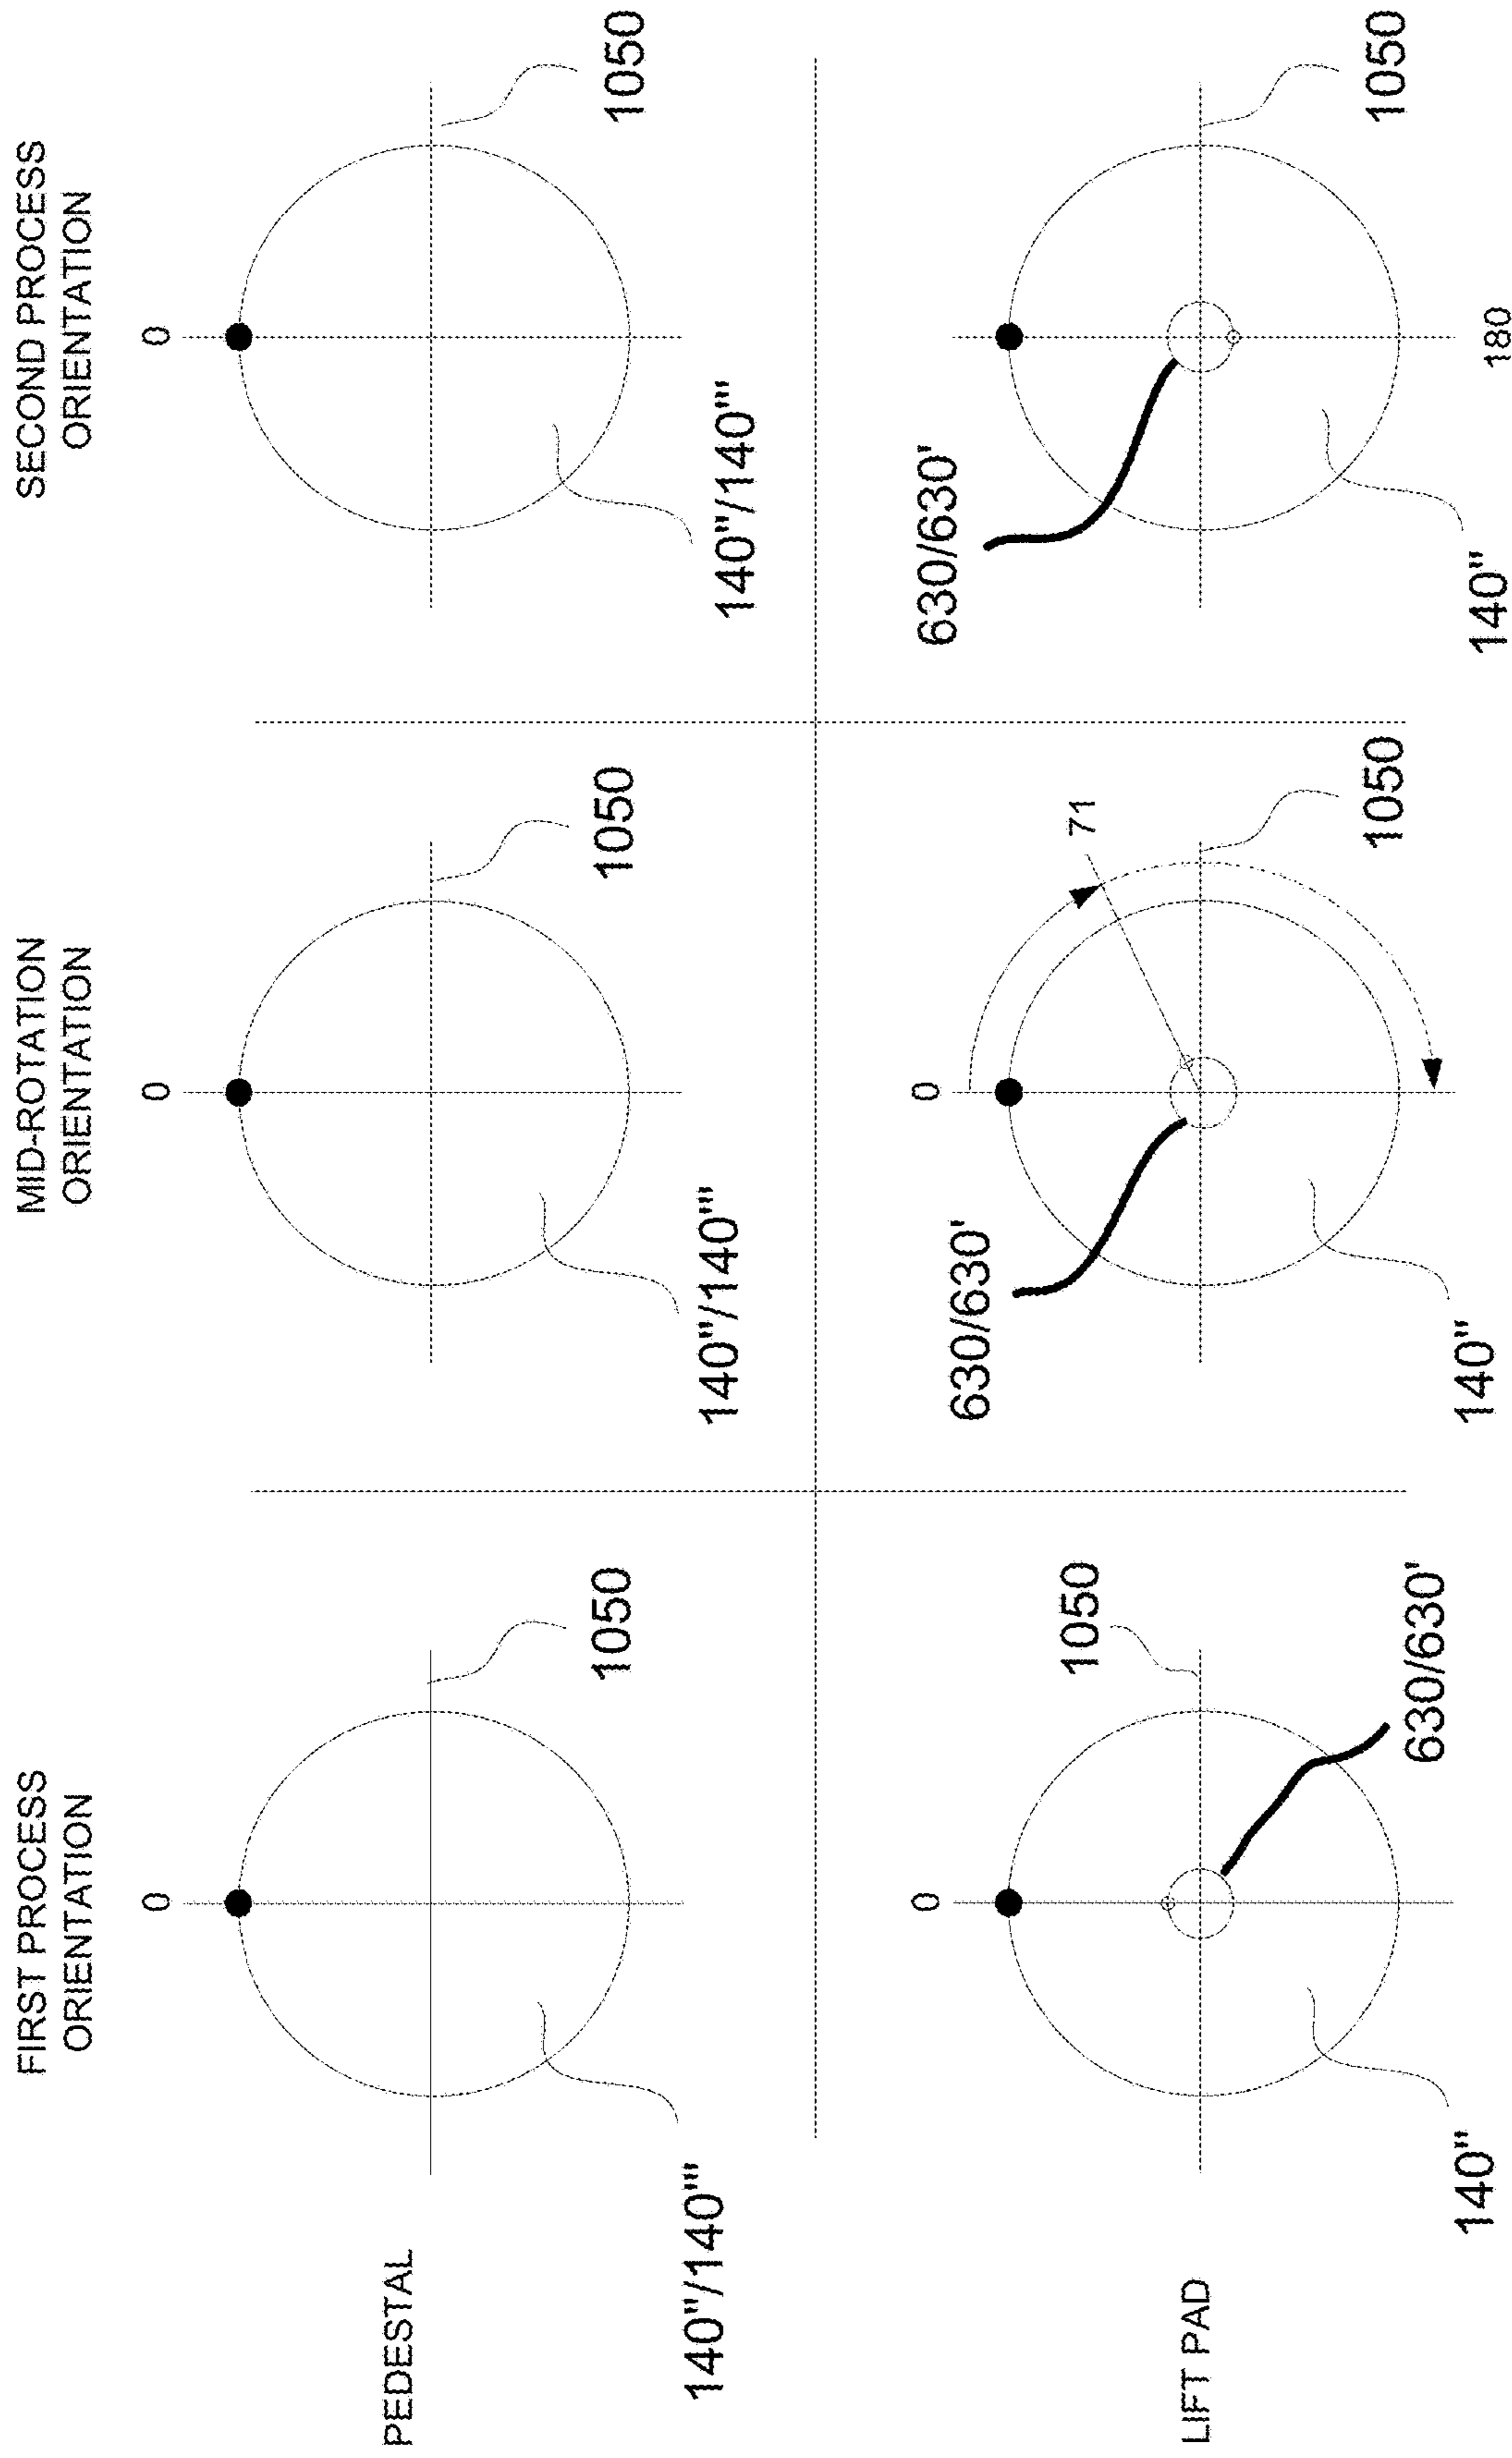 FIRST PROCESS
ORIENTATION
MID-ROTATION
ORIENTATION
SECOND PROCESS
ORIENTATION
0
0
0
PEDESTAL
1050
1050
1050
140"/140'"
140"/140'"
140"/140'"
0
0
630/630'
630/630'
1050
71
LIFT PAD
630/630'
1050
1050
140"
140"
140"
180